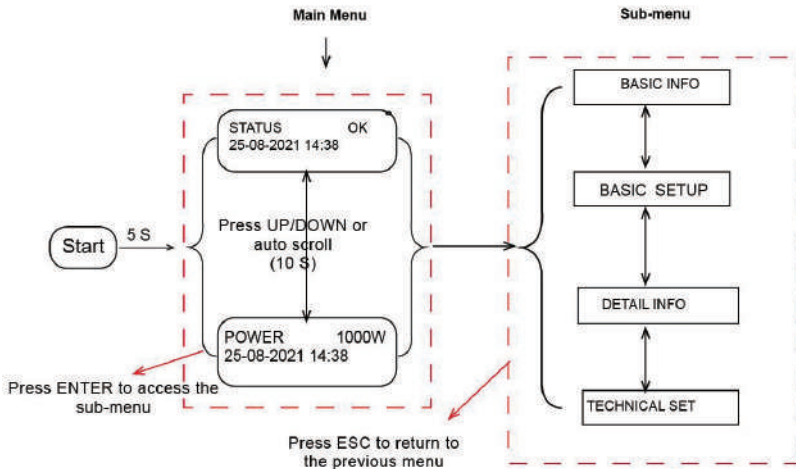 Main Menu
Sub-menu
STATUS OK
25-08-2021 14:38
Press UP/DOWN or
auto scroll
(10 S)
POWER 1000W
25-08-2021 14:38
Start
5 S
Press ENTER to access the
sub-menu
BASIC INFO
BASIC SETUP
DETAIL INFO
TECHNICAL SET
Press ESC to return to
the previous menu